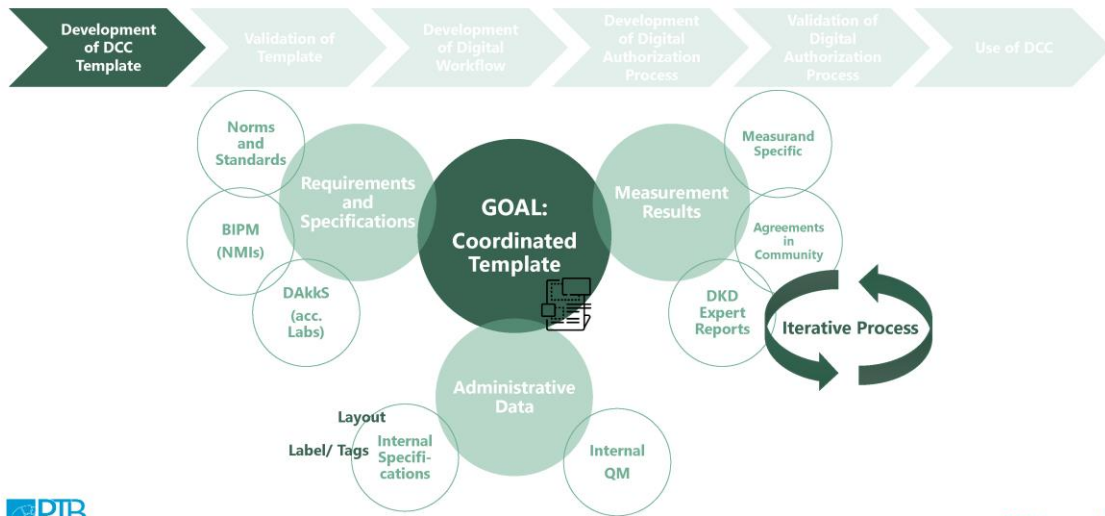 Development
of DCC
Template
Validation of
Template
Development
of Digital
Workflow
Development
of Digital
Authorization
Process
Validation of
Digital
Authorization
Process
Use of DCC
Norms
and
Standards
BIPM
(NMIs)
DAkkS
(acc.
Labs)
Requirements
and
Specifications
GOAL:
Coordinated
Template
Measurement
Results
Measurand
Specific
Agreements
in
Community
DKD
Expert
Reports
Iterative Process
Administrative
Data
Layout
Label/ Tags
Internal
Specifi-
cations
Internal
QM
PTB